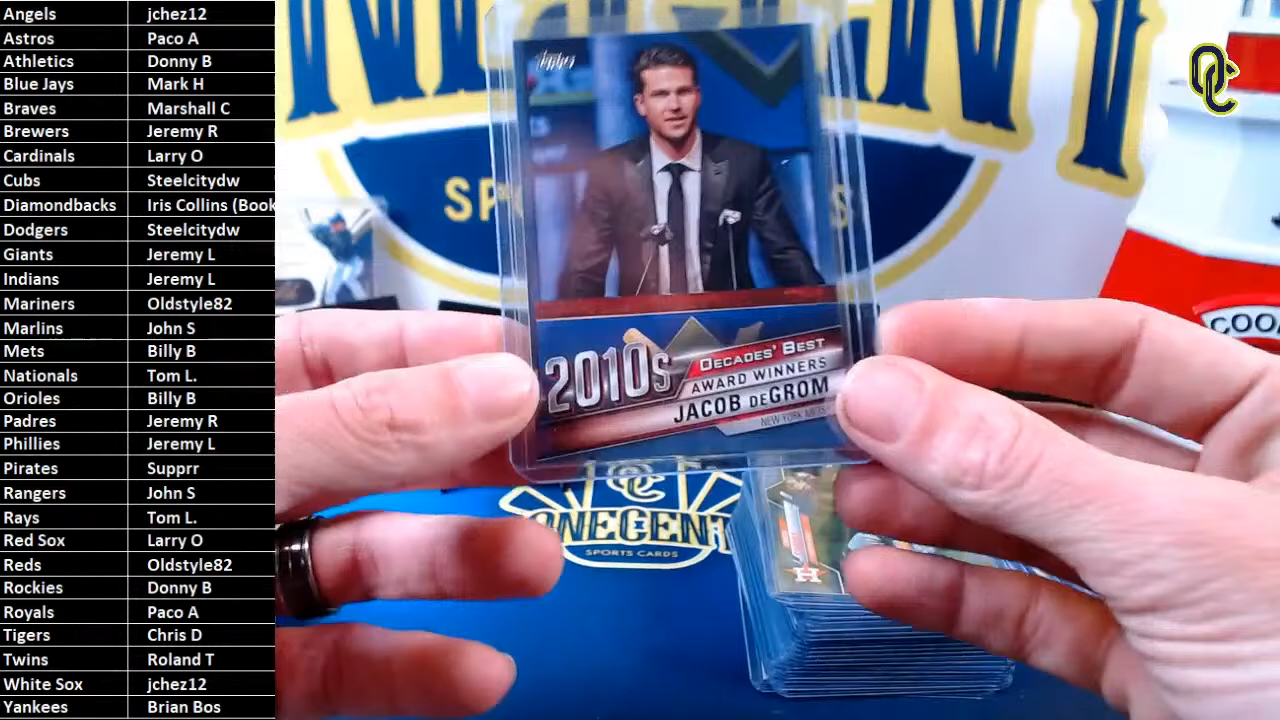 Angels jchez12
Astros Paco A
Athletics Donny B
Blue Jays Mark H
Braves Marshall C
Brewers Jeremy R
Cardinals Larry O
Cubs Steelcitydw
Diamondbacks Iris Collins (Book
Dodgers Steelcitydw
Giants Jeremy L
Indians Jeremy L
Mariners Oldstyle82
Marlins John S
Mets Billy B
Nationals Tom L.
Orioles Billy B
Padres Jeremy R
Phillies Jeremy L
Pirates Supprr
Rangers John S
Rays Tom L.
Red Sox Larry O
Reds Oldstyle82
Rockies Donny B
Royals Paco A
Tigers Chris D
Twins Roland T
White Sox jchez12
Yankees Brian Bos
OC
Topps
2010s
DECADES' BEST
AWARD WINNERS
JACOB DEGROM
NEW YORK METS
OC
ONECENT
SPORTS CARDS
H
COO